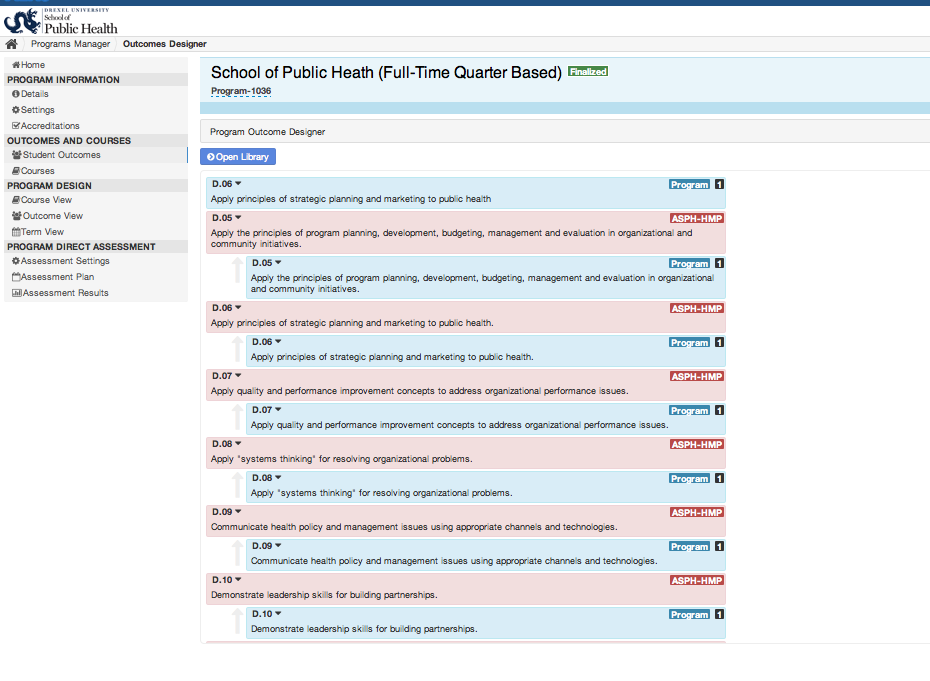 DREXEL UNIVERSITY
School of
Public Health
Programs Manager
Outcomes Designer
Home
PROGRAM INFORMATION
Details
Settings
Accreditations
OUTCOMES AND COURSES
Student Outcomes
Courses
PROGRAM DESIGN
Course View
Outcome View
Term View
PROGRAM DIRECT ASSESSMENT
Assessment Settings
Assessment Plan
Assessment Results
School of Public Heath (Full-Time Quarter Based) Finalized
Program-1036
Program Outcome Designer
Open Library
D.06 Program 1
Apply principles of strategic planning and marketing to public health
D.05 ASPH-HMP
Apply the principles of program planning, development, budgeting, management and evaluation in organizational and
community initiatives.
D.05 Program 1
Apply the principles of program planning, development, budgeting, management and evaluation in organizational
and community initiatives.
D.06 ASPH-HMP
Apply principles of strategic planning and marketing to public health.
D.06 Program 1
Apply principles of strategic planning and marketing to public health.
D.07 ASPH-HMP
Apply quality and performance improvement concepts to address organizational performance issues.
D.07 Program 1
Apply quality and performance improvement concepts to address organizational performance issues.
D.08 ASPH-HMP
Apply "systems thinking" for resolving organizational problems.
D.08 Program 1
Apply "systems thinking" for resolving organizational problems.
D.09 ASPH-HMP
Communicate health policy and management issues using appropriate channels and technologies.
D.09 Program 1
Communicate health policy and management issues using appropriate channels and technologies.
D.10 ASPH-HMP
Demonstrate leadership skills for building partnerships.
D.10 Program 1
Demonstrate leadership skills for building partnerships.